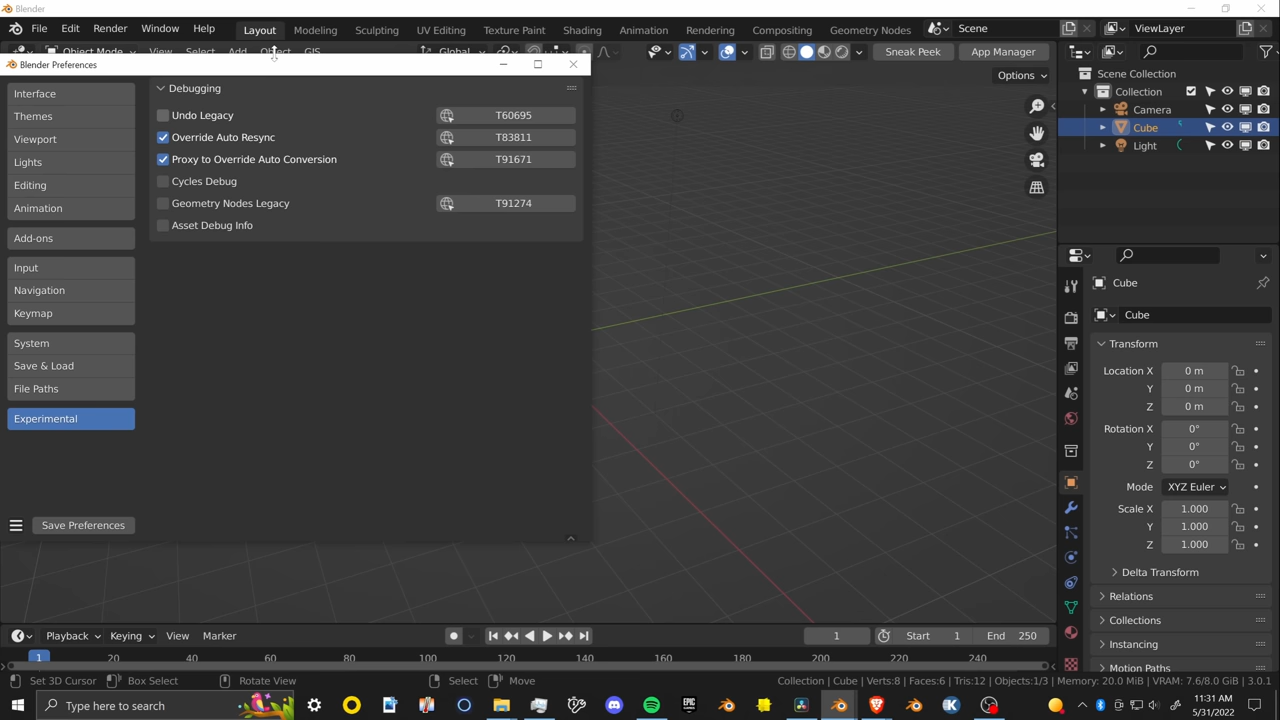 Blender
File Edit Render Window Help Layout Modeling Sculpting UV Editing Texture Paint Shading Animation Rendering Compositing Geometry Nodes Scene ViewLayer
Object Mode View Select Add Object GIS Global Sneak Peek App Manager
Blender Preferences
Options
Interface
Themes
Viewport
Lights
Editing
Animation
Add-ons
Input
Navigation
Keymap
System
Save & Load
File Paths
Experimental
Save Preferences
Debugging
Undo Legacy T60695
Override Auto Resync T83811
Proxy to Override Auto Conversion T91671
Cycles Debug
Geometry Nodes Legacy T91274
Asset Debug Info
Scene Collection
Collection
Camera
Cube
Light
Cube
Cube
Transform
Location X 0 m
Y 0 m
Z 0 m
Rotation X 0°
Y 0°
Z 0°
Mode XYZ Euler
Scale X 1.000
Y 1.000
Z 1.000
Delta Transform
Relations
Collections
Instancing
Motion Paths
Playback Keying View Marker 1 Start 1 End 250
1 20 40 60 80 100 120 140 160 180 200 220 240
Set 3D Cursor Box Select Rotate View Select Move Collection | Cube | Verts:8 | Faces:6 | Tris:12 | Objects:1/3 | Memory: 20.0 MiB | VRAM: 7.6/8.0 GiB | 3.0.1
Type here to search
11:31 AM
5/31/2022